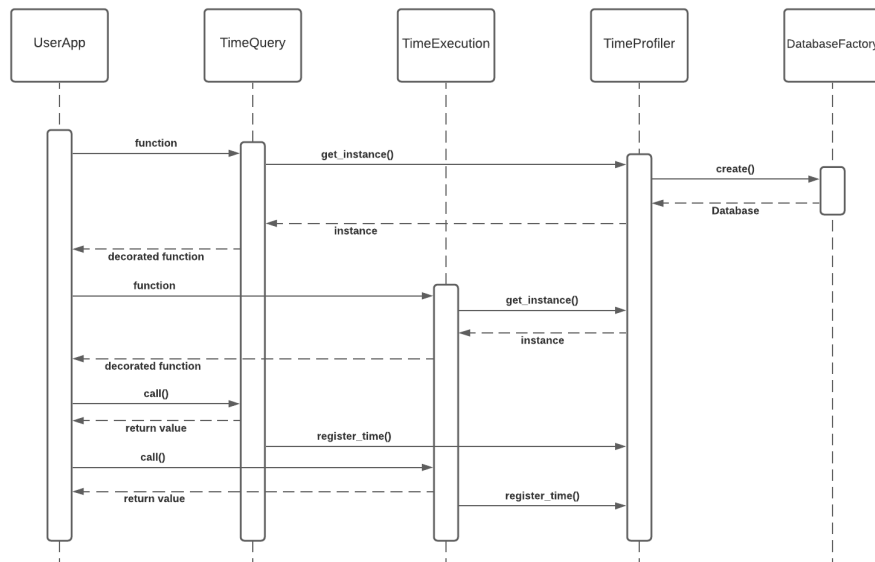 UserApp
TimeQuery
TimeExecution
TimeProfiler
DatabaseFactory
function
get_instance()
create()
Database
instance
decorated function
function
get_instance()
instance
decorated function
call()
return value
register_time()
call()
return value
register_time()